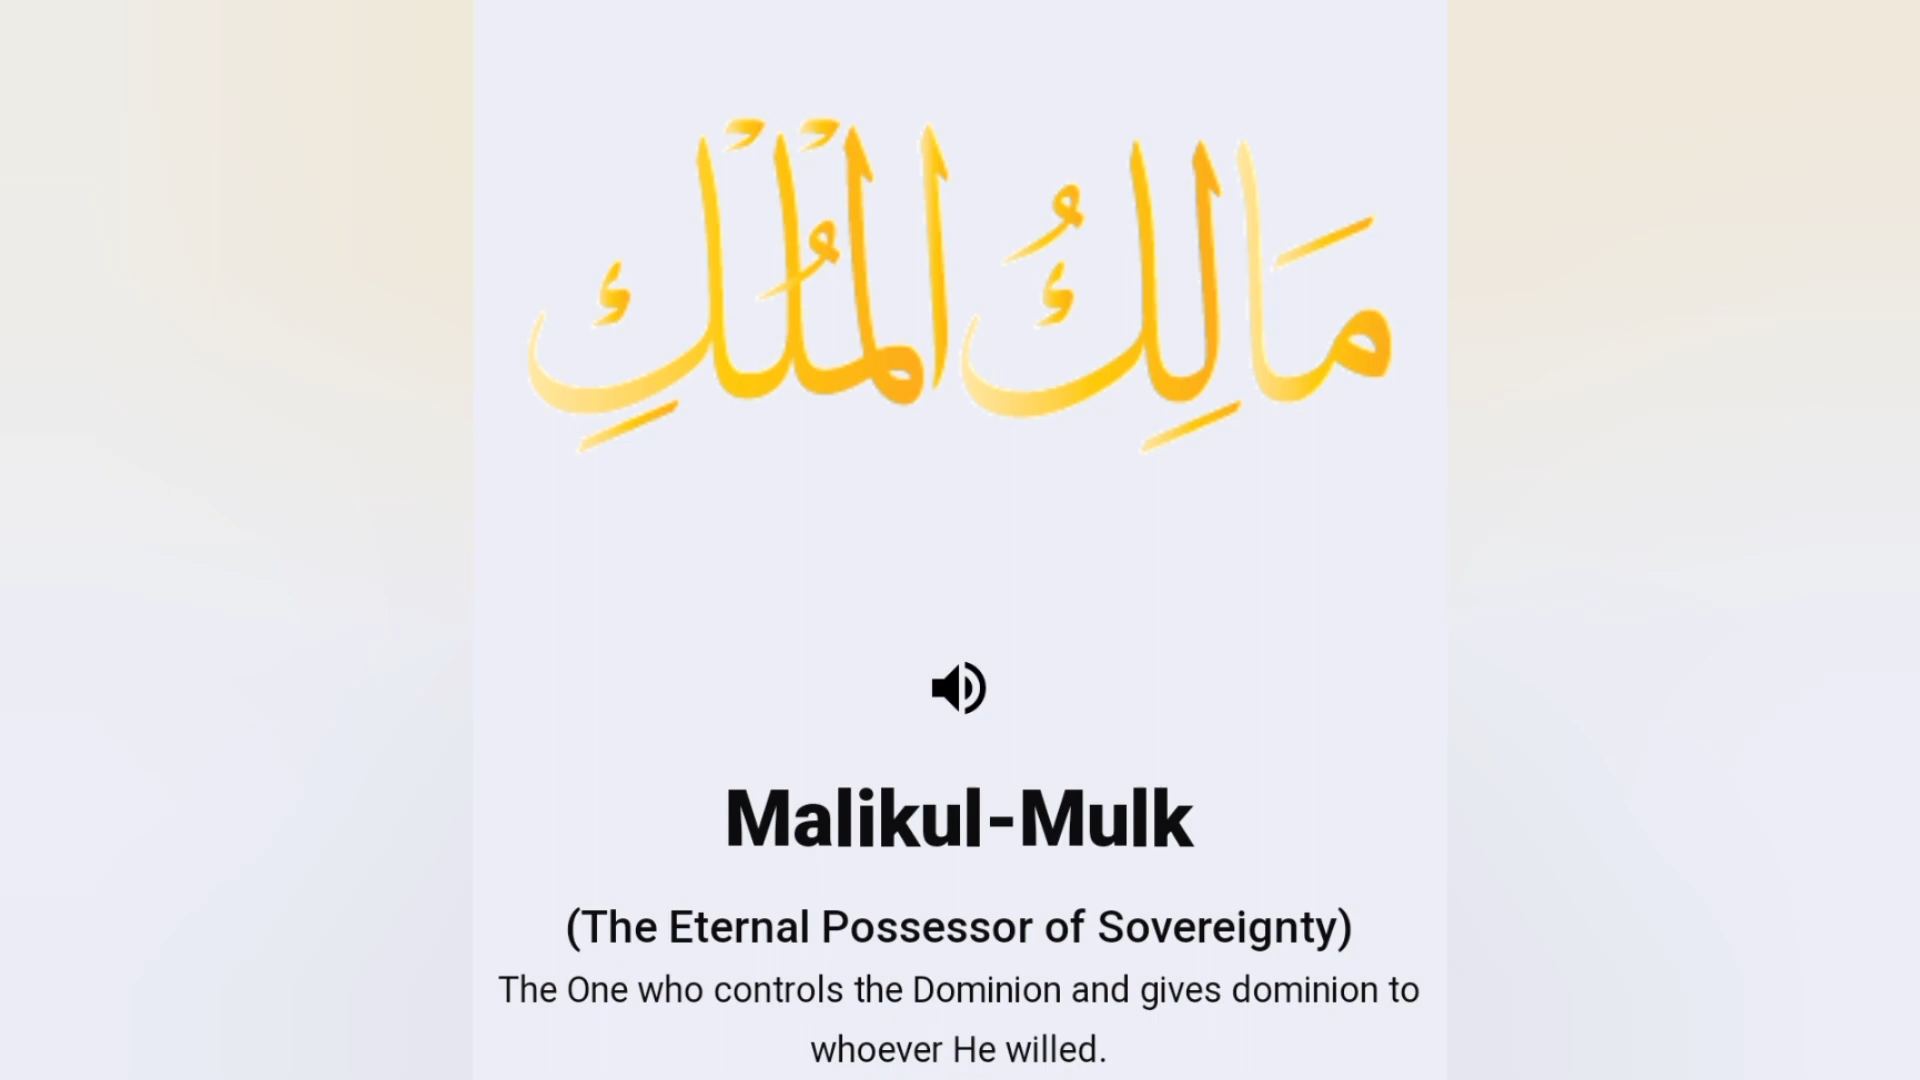 مَالِكُ الْمُلْكِ
Malikul-Mulk
(The Eternal Possessor of Sovereignty)
The One who controls the Dominion and gives dominion to
whoever He willed.